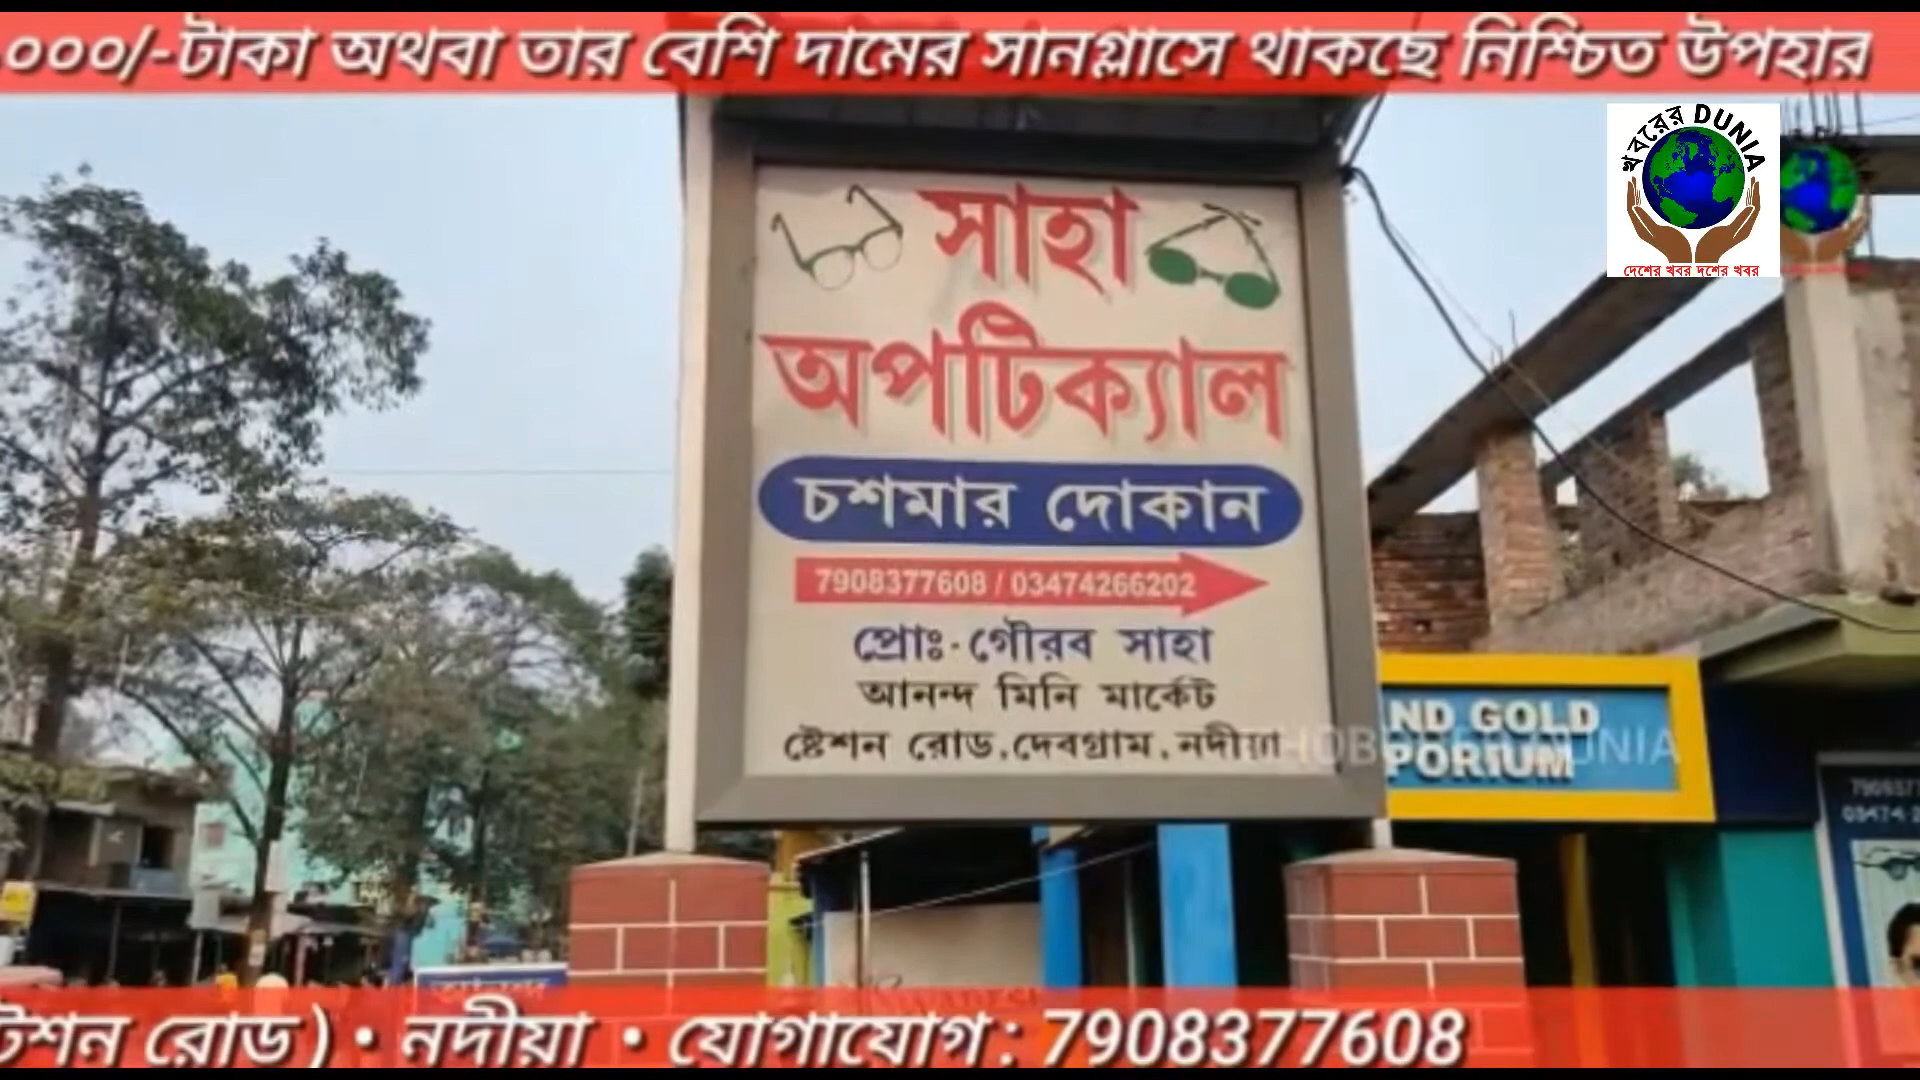 ০০০/-টাকা অথবা তার বেশি দামের সানগ্লাসে থাকছে নিশ্চিত উপহার
খবরের DUNIA
দেশের খবর দশের খবর
সাহা
অপটিক্যাল
চশমার দোকান
7908377608 / 03474266202
প্রোঃ-গৌরব সাহা
আনন্দ মিনি মার্কেট
ষ্টেশন রোড.দেবগ্রাম.নদীয়া
ND GOLD
PORIUM
টেশন রোড ) • নদীয়া • যোগাযোগ : 7908377608